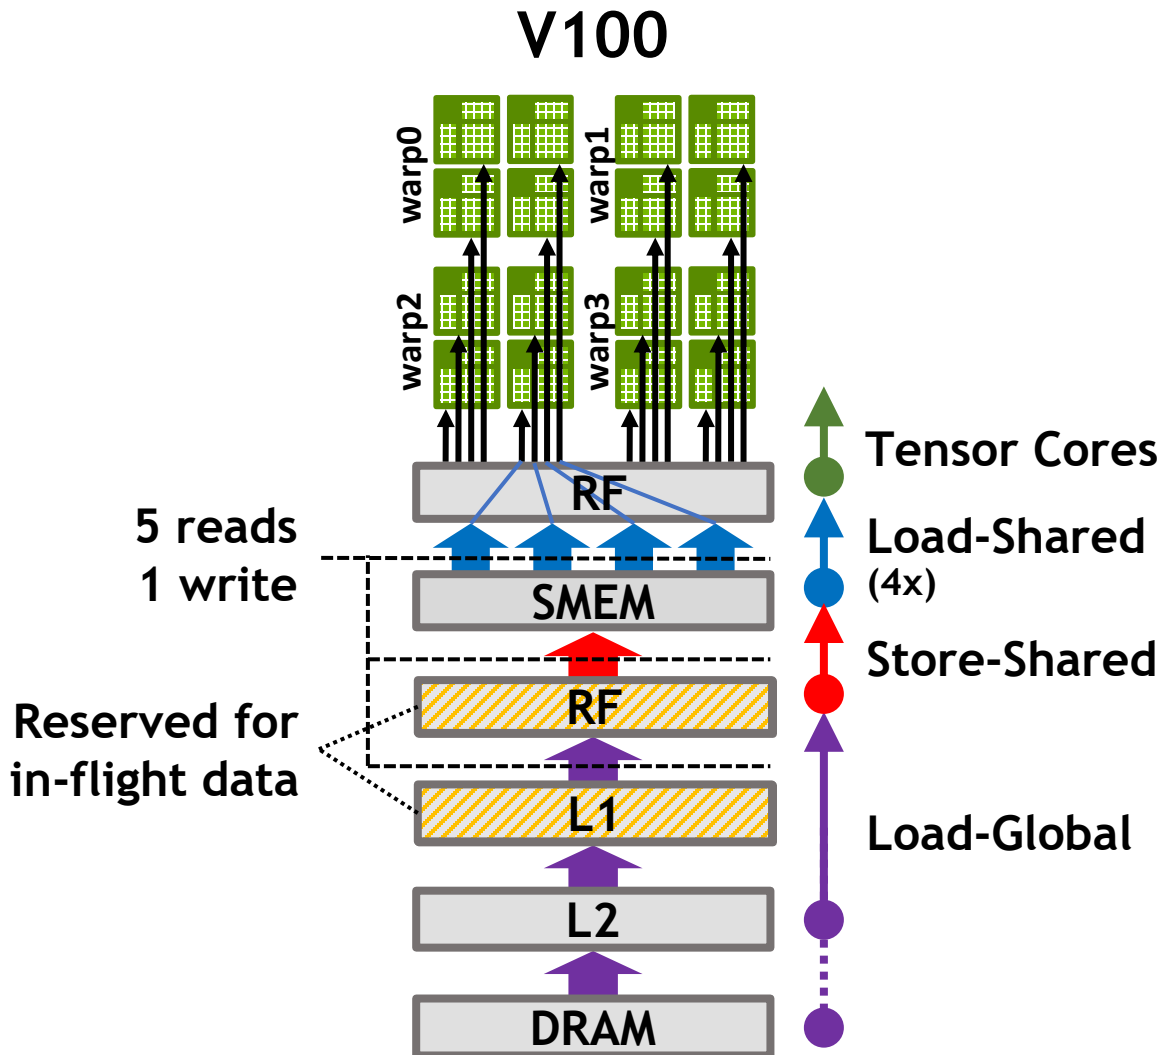 V100
warp0
warp1
warp2
warp3
Tensor Cores
RF
5 reads
1 write
Load-Shared
(4x)
SMEM
Store-Shared
RF
Reserved for
in-flight data
L1
Load-Global
L2
DRAM